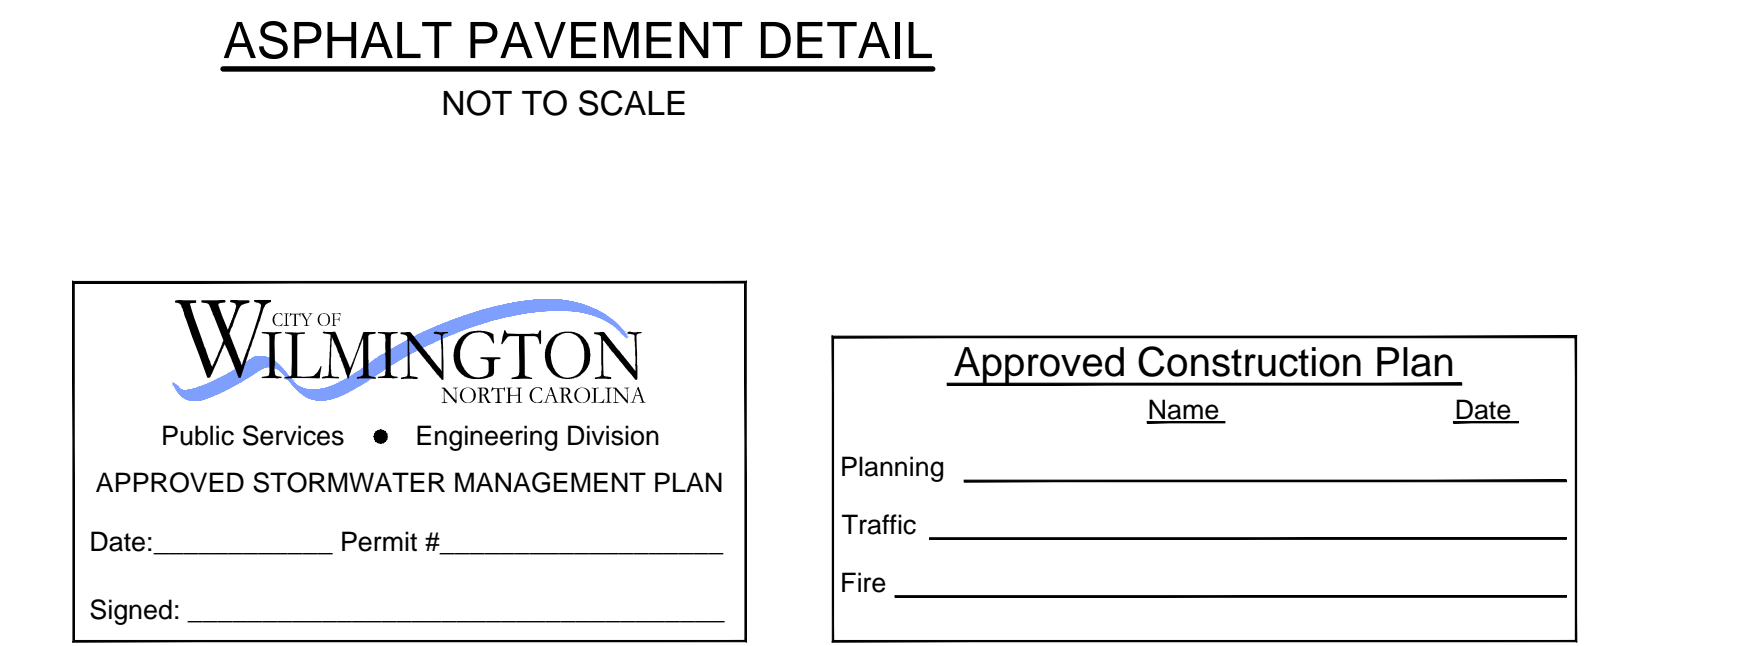 ASPHALT PAVEMENT DETAIL
NOT TO SCALE
CITY OF
WILMINGTON
NORTH CAROLINA
Public Services ● Engineering Division
APPROVED STORMWATER MANAGEMENT PLAN
Date:____________ Permit #___________________
Signed: ____________________________________
Approved Construction Plan
Name Date
Planning
Traffic
Fire